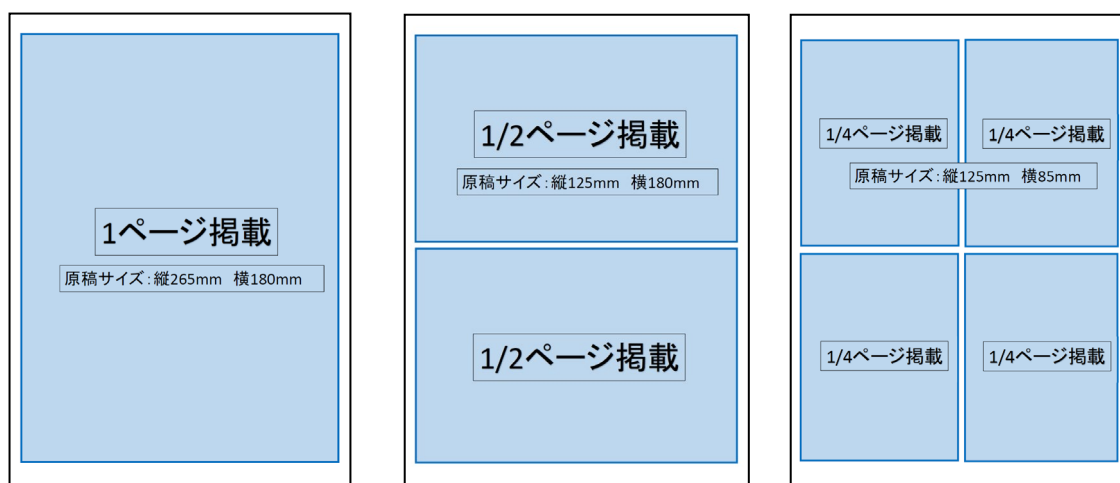 1ページ掲載
原稿サイズ：縦265mm　横180mm
1/2ページ掲載
原稿サイズ：縦125mm　横180mm
1/2ページ掲載
1/4ページ掲載
1/4ページ掲載
原稿サイズ：縦125mm　横85mm
1/4ページ掲載
1/4ページ掲載